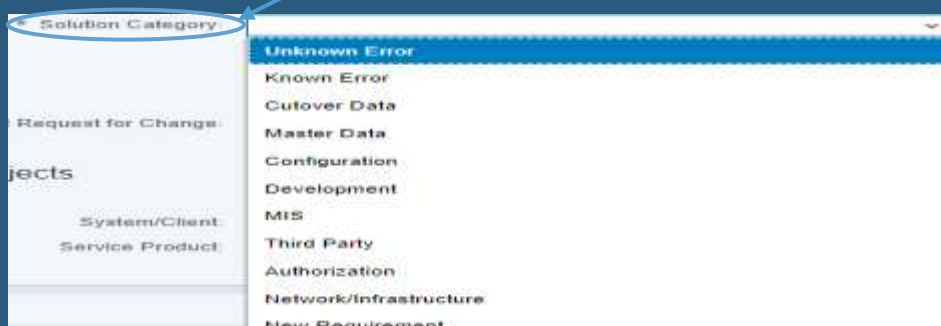 * Solution Category:
Unknown Error
Known Error
Cutover Data
Request for Change:
Master Data
Configuration
jects
Development
System/Client:
MIS
Service Product:
Third Party
Authorization
Network/Infrastructure
New Requirement